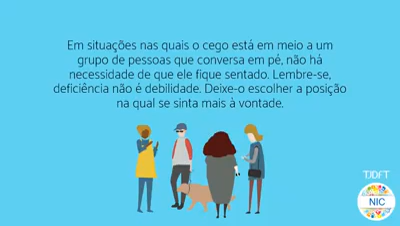 Em situações nas quais o cego está em meio a um
grupo de pessoas que conversa em pé, não há
necessidade de que ele fique sentado. Lembre-se,
deficiência não é debilidade. Deixe-o escolher a posição
na qual se sinta mais à vontade.
TJDFT
NIC